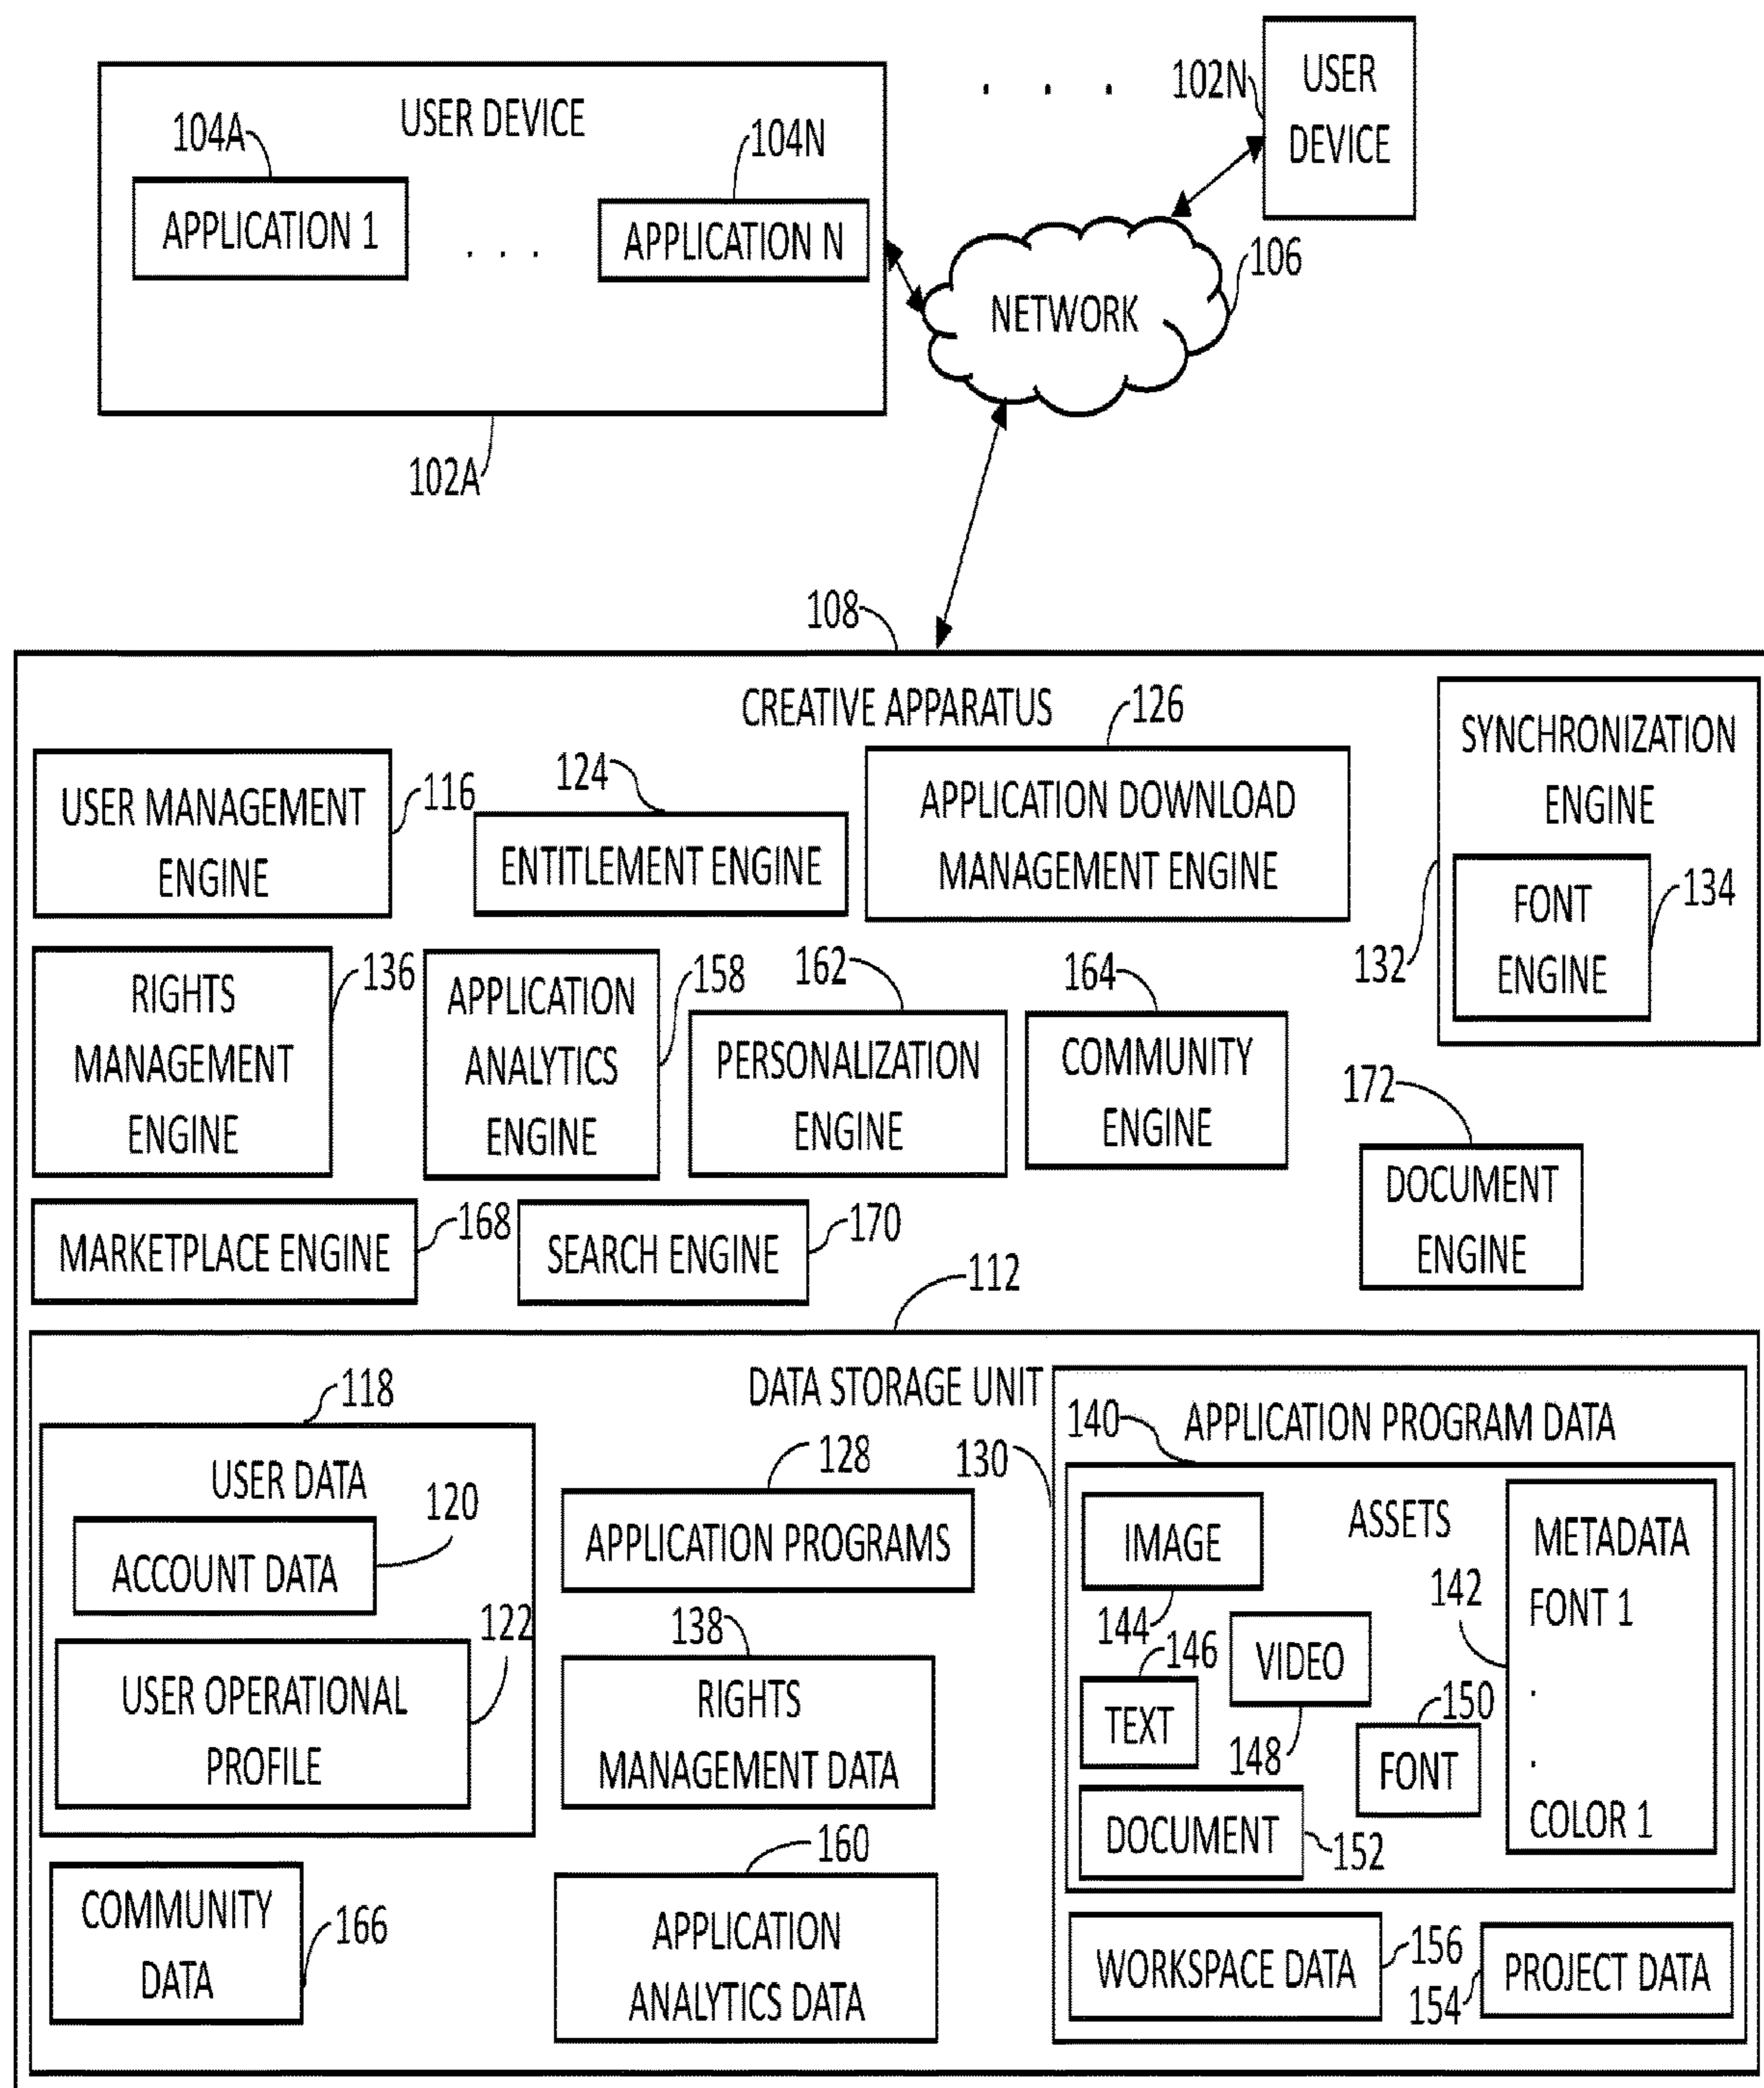 USER DEVICE
104A
104N
APPLICATION 1
. . .
APPLICATION N
102A
. . .
102N
USER
DEVICE
NETWORK
106
108
CREATIVE APPARATUS
USER MANAGEMENT
ENGINE
116
124
ENTITLEMENT ENGINE
126
APPLICATION DOWNLOAD
MANAGEMENT ENGINE
SYNCHRONIZATION
ENGINE
132
FONT
ENGINE
134
RIGHTS
MANAGEMENT
ENGINE
136
APPLICATION
ANALYTICS
ENGINE
158
162
PERSONALIZATION
ENGINE
164
COMMUNITY
ENGINE
172
DOCUMENT
ENGINE
MARKETPLACE ENGINE
168
SEARCH ENGINE
170
112
DATA STORAGE UNIT
118
USER DATA
120
ACCOUNT DATA
122
USER OPERATIONAL
PROFILE
128
APPLICATION PROGRAMS
138
RIGHTS
MANAGEMENT DATA
160
APPLICATION
ANALYTICS DATA
COMMUNITY
DATA
166
130
APPLICATION PROGRAM DATA
140
ASSETS
IMAGE
144
146
TEXT
VIDEO
148
150
FONT
DOCUMENT
152
142
METADATA
FONT 1
.
.
COLOR 1
WORKSPACE DATA
156
154
PROJECT DATA